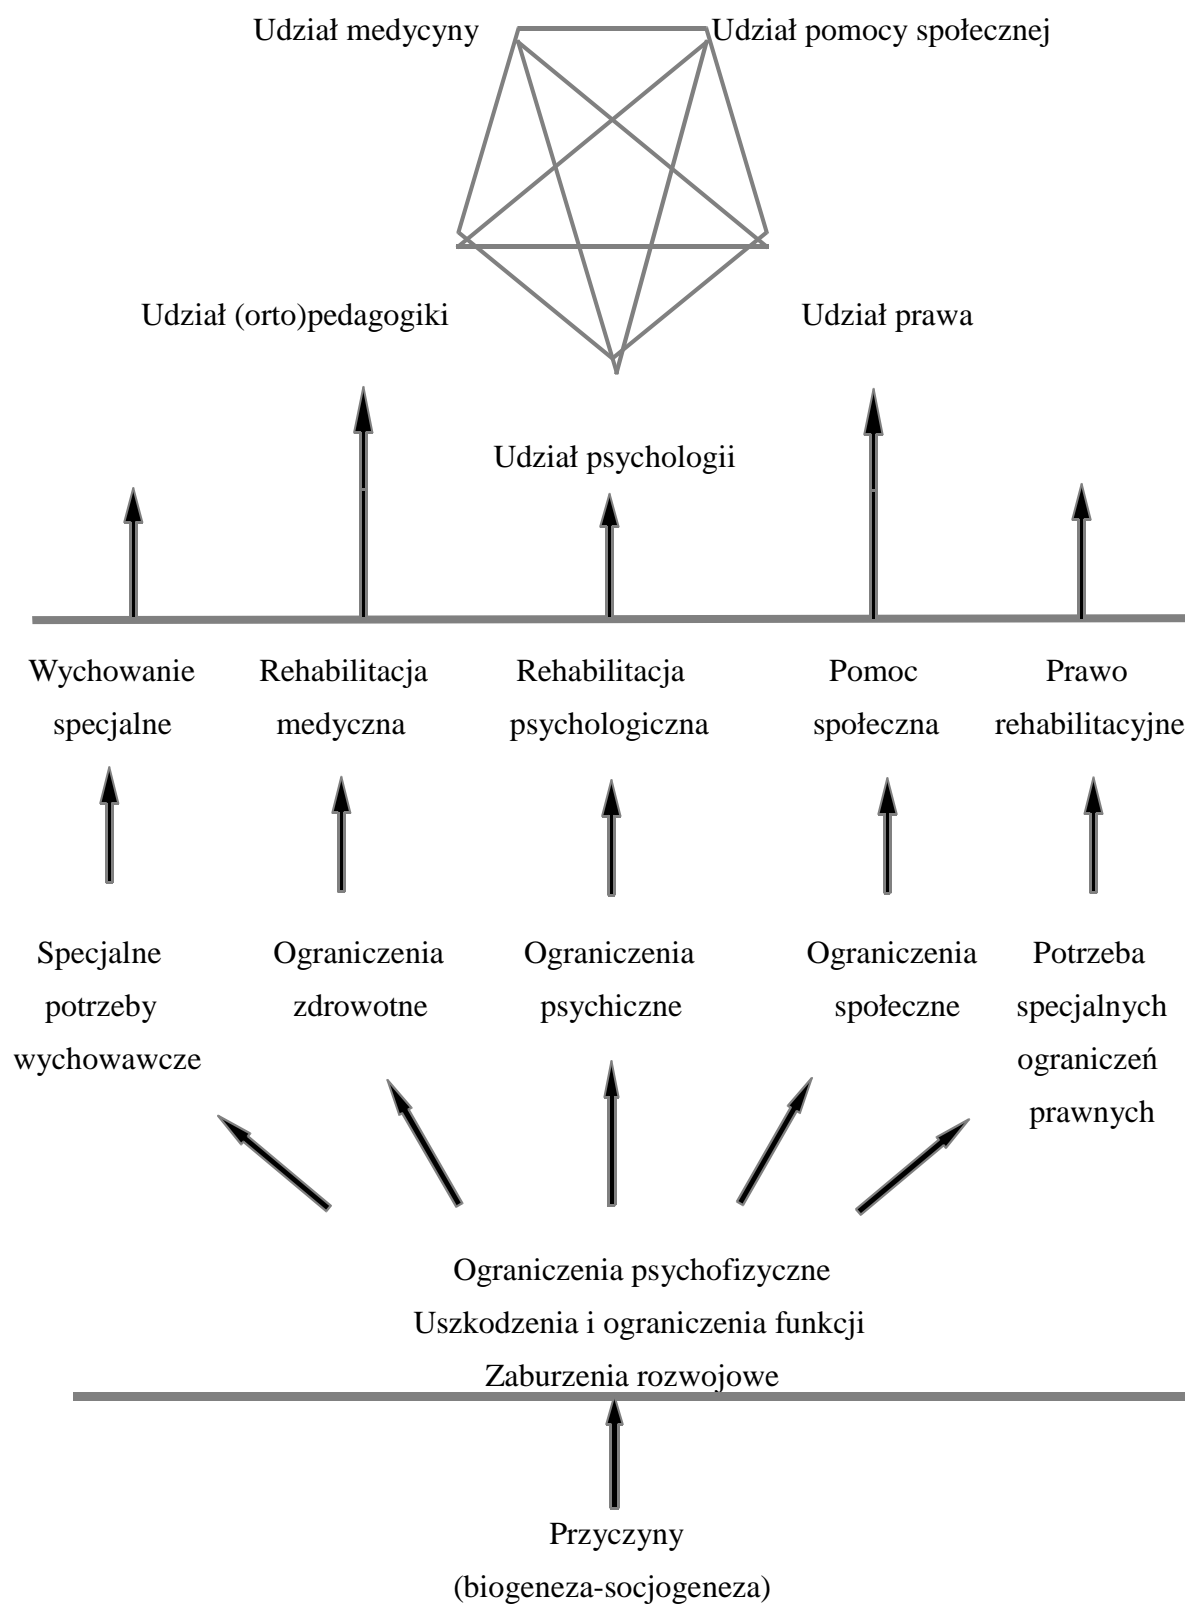 Udział medycyny
Udział pomocy społecznej
Udział (orto)pedagogiki
Udział prawa
Udział psychologii
Wychowanie
specjalne
Rehabilitacja
medyczna
Rehabilitacja
psychologiczna
Pomoc
społeczna
Prawo
rehabilitacyjne
Specjalne
potrzeby
wychowawcze
Ograniczenia
zdrowotne
Ograniczenia
psychiczne
Ograniczenia
społeczne
Potrzeba
specjalnych
ograniczeń
prawnych
Ograniczenia psychofizyczne
Uszkodzenia i ograniczenia funkcji
Zaburzenia rozwojowe
Przyczyny
(biogeneza-socjogeneza)